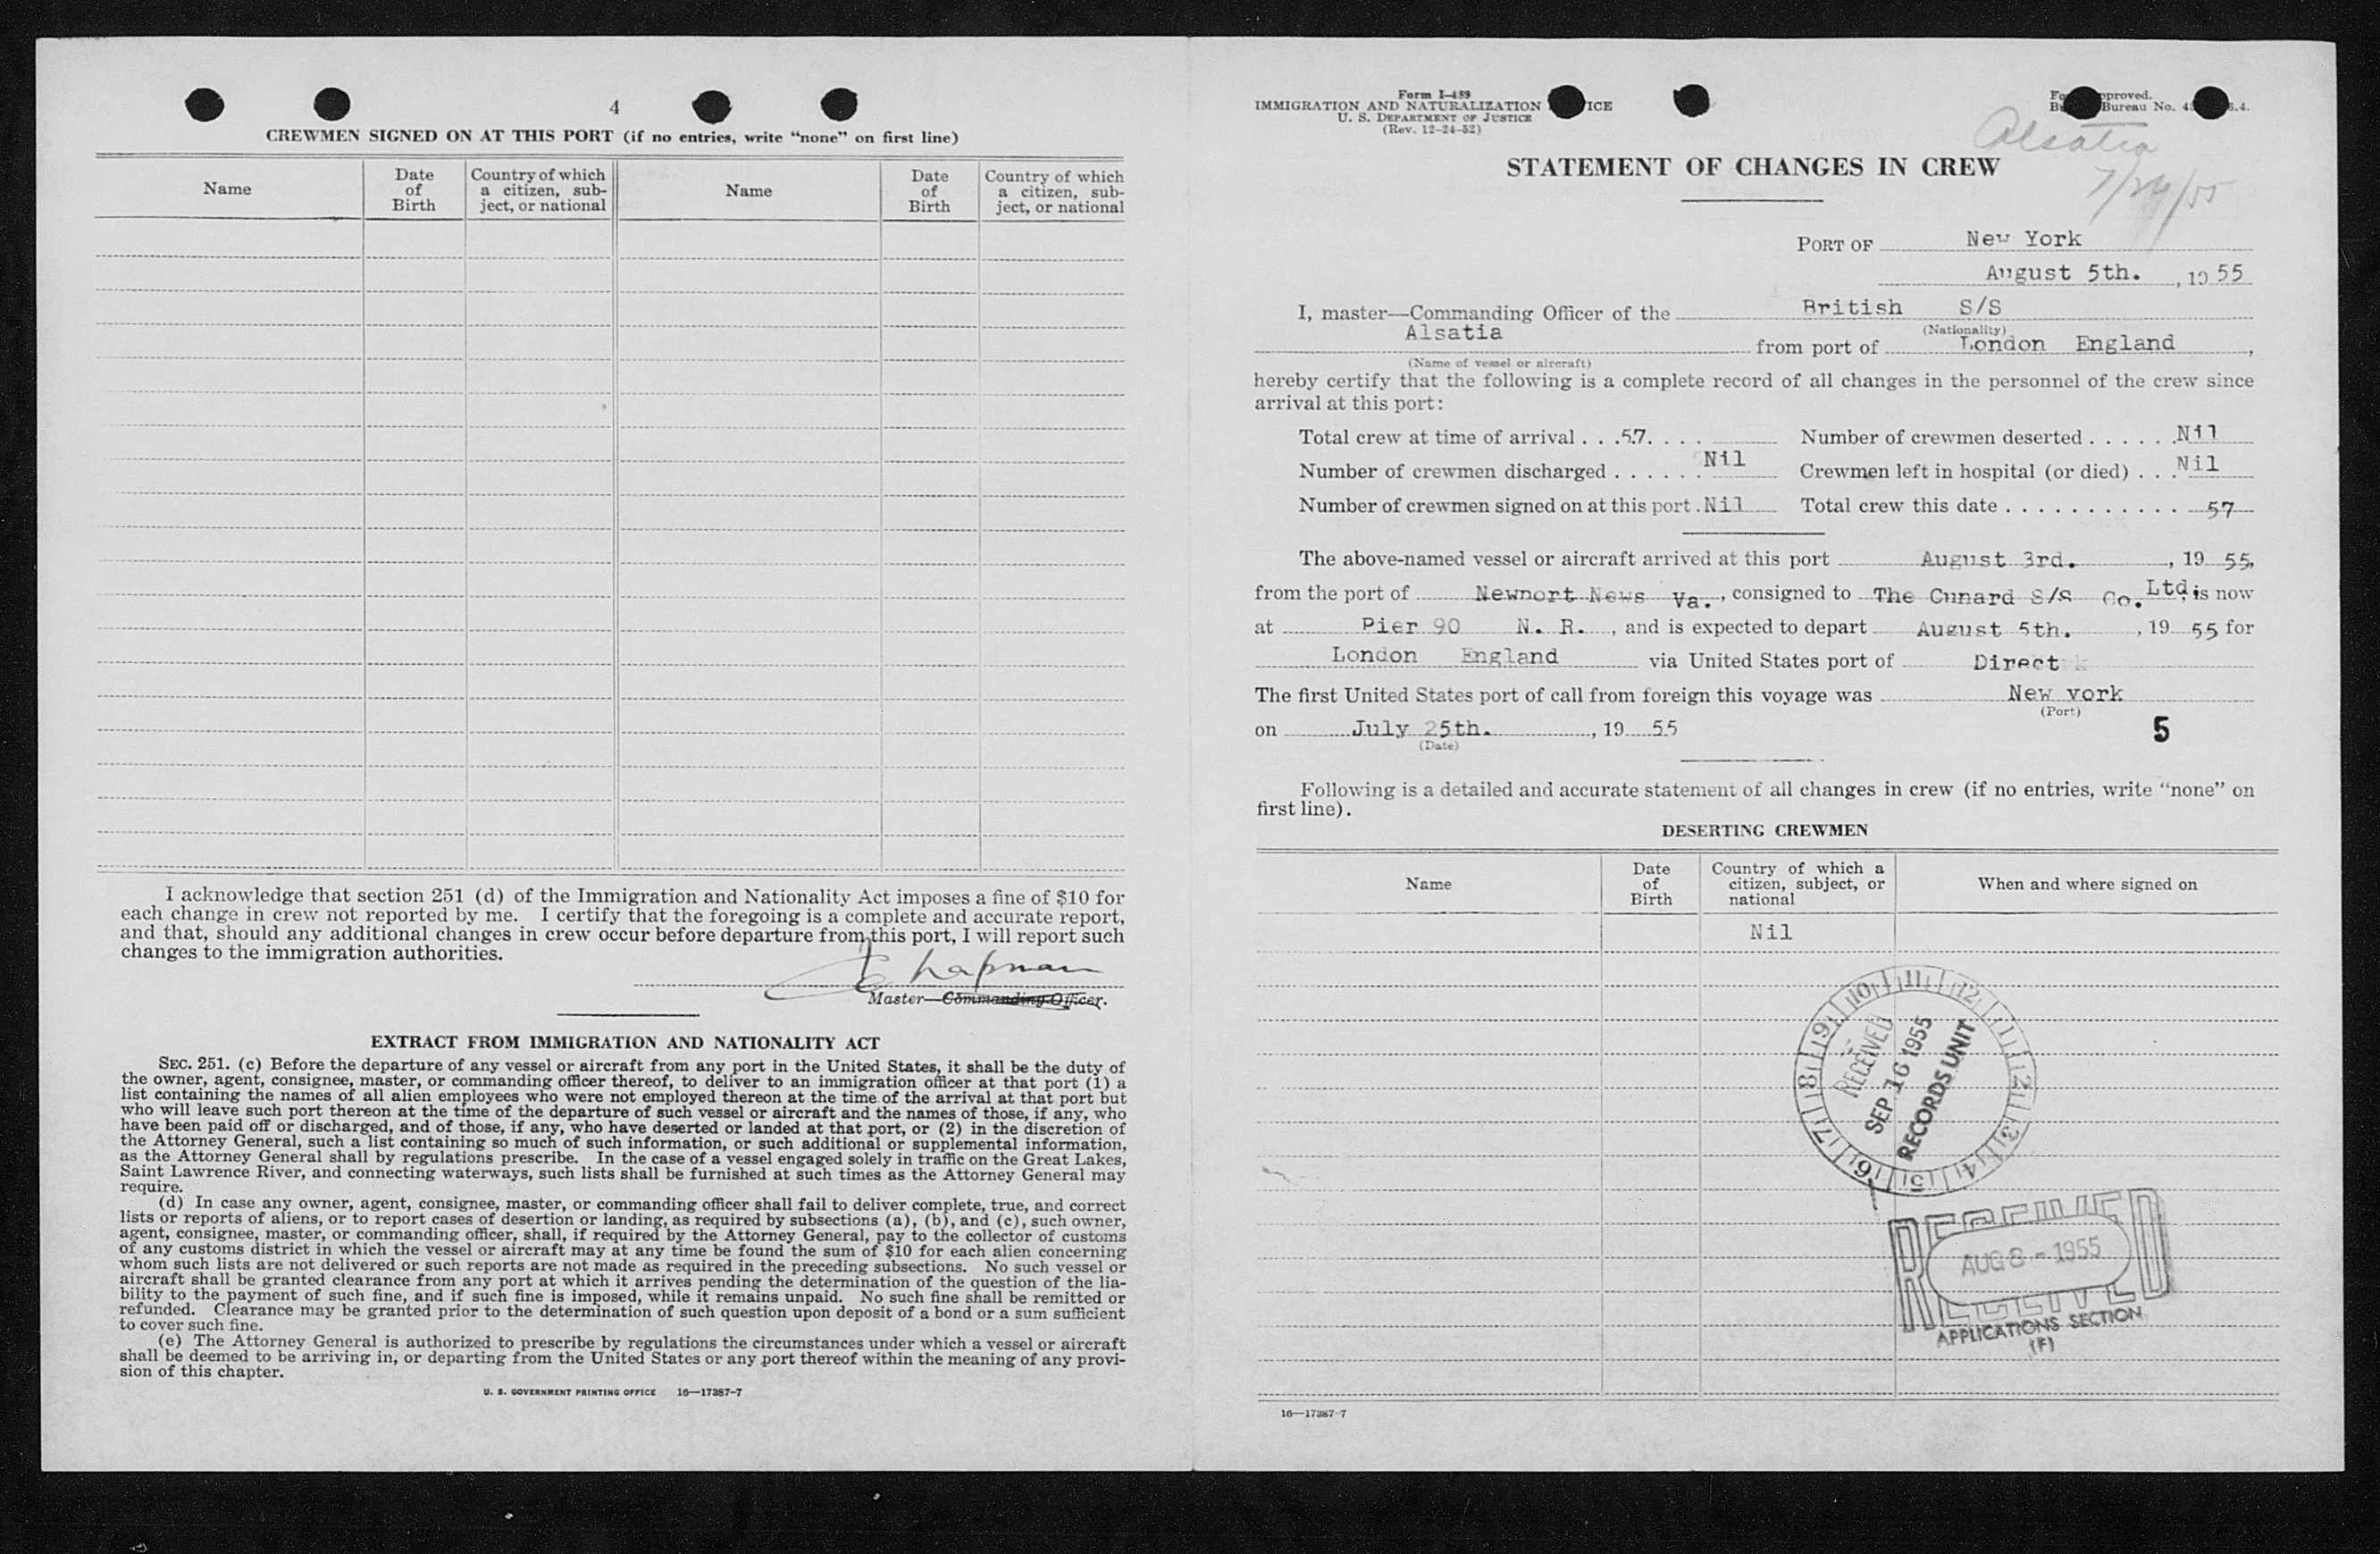 4
CREWMEN SIGNED ON AT THIS PORT (if no entries, write “none” on first line)
Name
Date of Birth
Country of which a citizen, sub-ject, or national
Name
Date of Birth
Country of which a citizen, sub-ject, or national
I acknowledge that section 251 (d) of the Immigration and Nationality Act imposes a fine of $10 for
each change in crew not reported by me. I certify that the foregoing is a complete and accurate report,
and that, should any additional changes in crew occur before departure from this port, I will report such
changes to the immigration authorities.
Chapman
Master—Commanding Officer.
EXTRACT FROM IMMIGRATION AND NATIONALITY ACT
SEC. 251. (c) Before the departure of any vessel or aircraft from any port in the United States, it shall be the duty of
the owner, agent, consignee, master, or commanding officer thereof, to deliver to an immigration officer at that port (1) a
list containing the names of all alien employees who were not employed thereon at the time of the arrival at that port but
who will leave such port thereon at the time of the departure of such vessel or aircraft and the names of those, if any, who
have been paid off or discharged, and of those, if any, who have deserted or landed at that port, or (2) in the discretion of
the Attorney General, such a list containing so much of such information, or such additional or supplemental information,
as the Attorney General shall by regulations prescribe. In the case of a vessel engaged solely in traffic on the Great Lakes,
Saint Lawrence River, and connecting waterways, such lists shall be furnished at such times as the Attorney General may
require.
(d) In case any owner, agent, consignee, master, or commanding officer shall fail to deliver complete, true, and correct
lists or reports of aliens, or to report cases of desertion or landing, as required by subsections (a), (b), and (c), such owner,
agent, consignee, master, or commanding officer, shall, if required by the Attorney General, pay to the collector of customs
of any customs district in which the vessel or aircraft may at any time be found the sum of $10 for each alien concerning
whom such lists are not delivered or such reports are not made as required in the preceding subsections. No such vessel or
aircraft shall be granted clearance from any port at which it arrives pending the determination of the question of the lia-
bility to the payment of such fine, and if such fine is imposed, while it remains unpaid. No such fine shall be remitted or
refunded. Clearance may be granted prior to the determination of such question upon deposit of a bond or a sum sufficient
to cover such fine.
(e) The Attorney General is authorized to prescribe by regulations the circumstances under which a vessel or aircraft
shall be deemed to be arriving in, or departing from the United States or any port thereof within the meaning of any provi-
sion of this chapter.
U. S. GOVERNMENT PRINTING OFFICE 16—17387-7
Form I-489
IMMIGRATION AND NATURALIZATION ICE
U. S. DEPARTMENT OF JUSTICE
(Rev. 12-24-52)
pproved.
Bureau No.
Alsatia
7/24/55
STATEMENT OF CHANGES IN CREW
PORT OF New York
August 5th. , 19 55
I, master—Commanding Officer of the British S/S
(Nationality)
Alsatia from port of London England ,
(Name of vessel or aircraft)
hereby certify that the following is a complete record of all changes in the personnel of the crew since
arrival at this port:
Total crew at time of arrival . . .57. . . . Number of crewmen deserted . . . . . . Nil
Number of crewmen discharged . . . . . . Nil Crewmen left in hospital (or died) . . . Nil
Number of crewmen signed on at this port . Nil Total crew this date . . . . . . . . . . . 57
The above-named vessel or aircraft arrived at this port August 3rd. , 19 55,
from the port of Newnort News Va. , consigned to The Cunard S/S Co. Ltd. is now
at Pier 90 N. R. , and is expected to depart August 5th. , 19 55 for
London England via United States port of Direct
The first United States port of call from foreign this voyage was New york
(Port)
on July 25th. , 19 55
(Date)
5
Following is a detailed and accurate statement of all changes in crew (if no entries, write “none” on
first line).
DESERTING CREWMEN
Name
Date of Birth
Country of which a citizen, subject, or national
When and where signed on
Nil
10 11 12 1 2 3 4 5 6 7 8 9
RECEIVED
SEP 16 1955
RECORDS UNIT
RECEIVED
AUG 8 - 1955
APPLICATIONS SECTION
(F)
16—17387-7